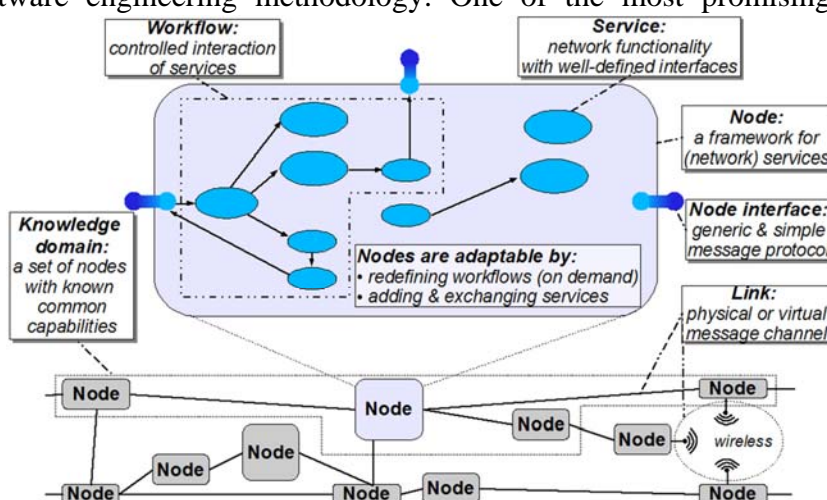 tware engineering methodology. One of the most promising
Workflow:
controlled interaction
of services
Service:
network functionality
with well-defined interfaces
Node:
a framework for
(network) services
Node interface:
generic & simple
message protocol
Knowledge
domain:
a set of nodes
with known
common
capabilities
Nodes are adaptable by:
• redefining workflows (on demand)
• adding & exchanging services
Link:
physical or virtual
message channel
Node
Node
Node
Node
Node
wireless
Node
Node
Node
Node
Node
Node